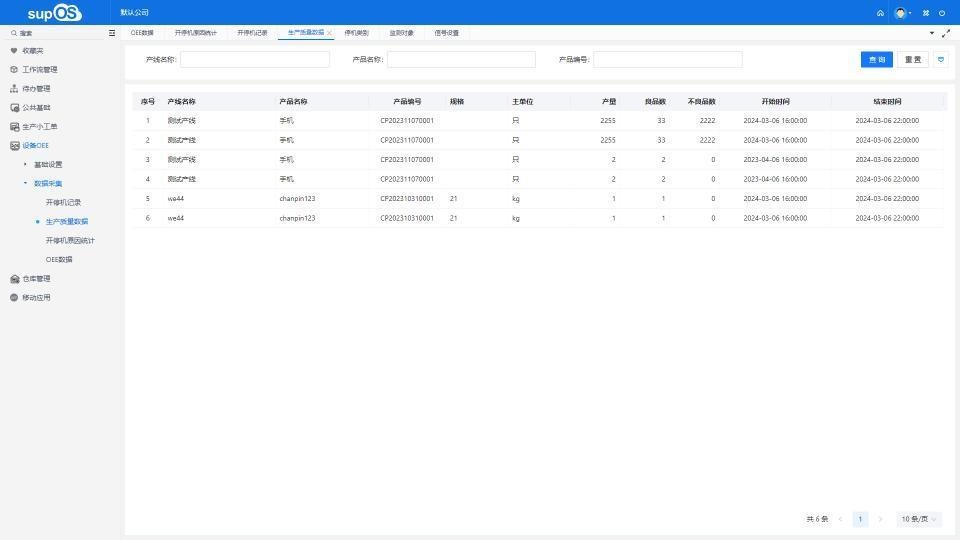 supOS 默认公司
搜索
OEE数据 开停机原因统计 开停机记录 生产质量数据 停机类别 监测对象 信号设置
收藏夹
工作流管理
待办管理
公共基础
生产小工单
设备OEE
基础设置
数据采集
开停机记录
生产质量数据
开停机原因统计
OEE数据
仓库管理
移动应用
产线名称: 产品名称: 产品编号: 查 询 重 置
序号 产线名称 产品名称 产品编号 规格 主单位 产量 良品数 不良品数 开始时间 结束时间
1 测试产线 手机 CP202311070001 只 2255 33 2222 2024-03-06 16:00:00 2024-03-06 22:00:00
2 测试产线 手机 CP202311070001 只 2255 33 2222 2024-03-06 16:00:00 2024-03-06 22:00:00
3 测试产线 手机 CP202311070001 只 2 2 0 2023-04-06 16:00:00 2024-03-06 22:00:00
4 测试产线 手机 CP202311070001 只 2 2 0 2023-04-06 16:00:00 2024-03-06 22:00:00
5 we44 chanpin123 CP202310310001 21 kg 1 1 0 2024-03-06 16:00:00 2024-03-06 22:00:00
6 we44 chanpin123 CP202310310001 21 kg 1 1 0 2024-03-06 16:00:00 2024-03-06 22:00:00
共 6 条 1 10 条/页